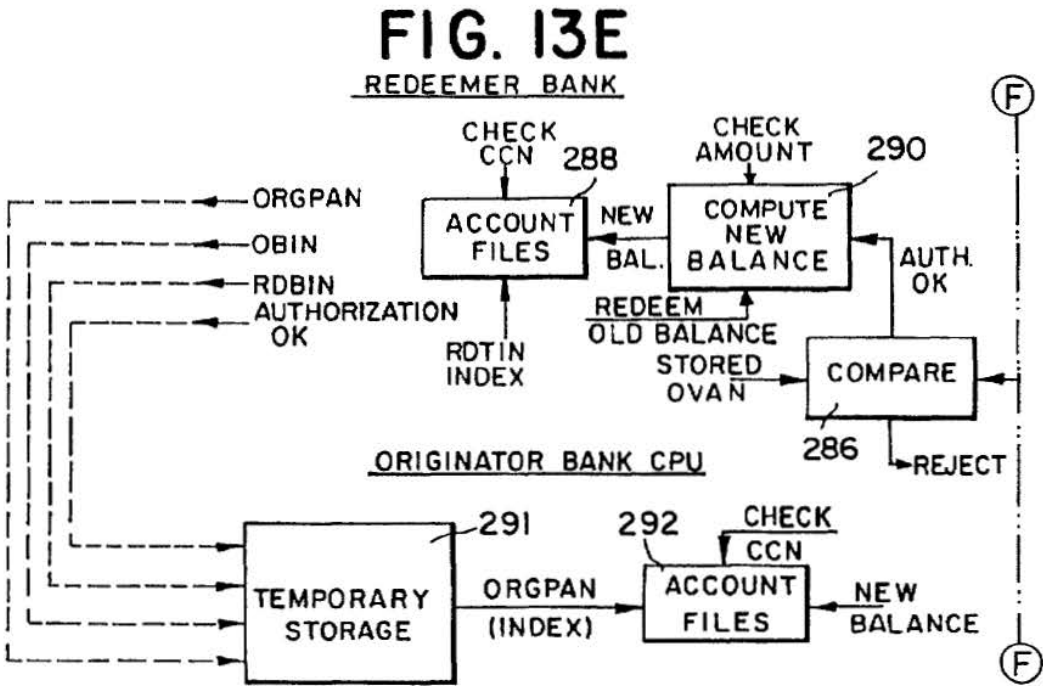 FIG. 13E
REDEEMER BANK
F
CHECK
CCN
288
CHECK
AMOUNT
290
ORGPAN
OBIN
RDBIN
AUTHORIZATION
OK
ACCOUNT
FILES
NEW
BAL.
COMPUTE
NEW
BALANCE
AUTH.
OK
REDEEM
OLD BALANCE
RDTIN
INDEX
STORED
OVAN
COMPARE
286
REJECT
ORIGINATOR BANK CPU
291
292
CHECK
CCN
TEMPORARY
STORAGE
ORGPAN
(INDEX)
ACCOUNT
FILES
NEW
BALANCE
F